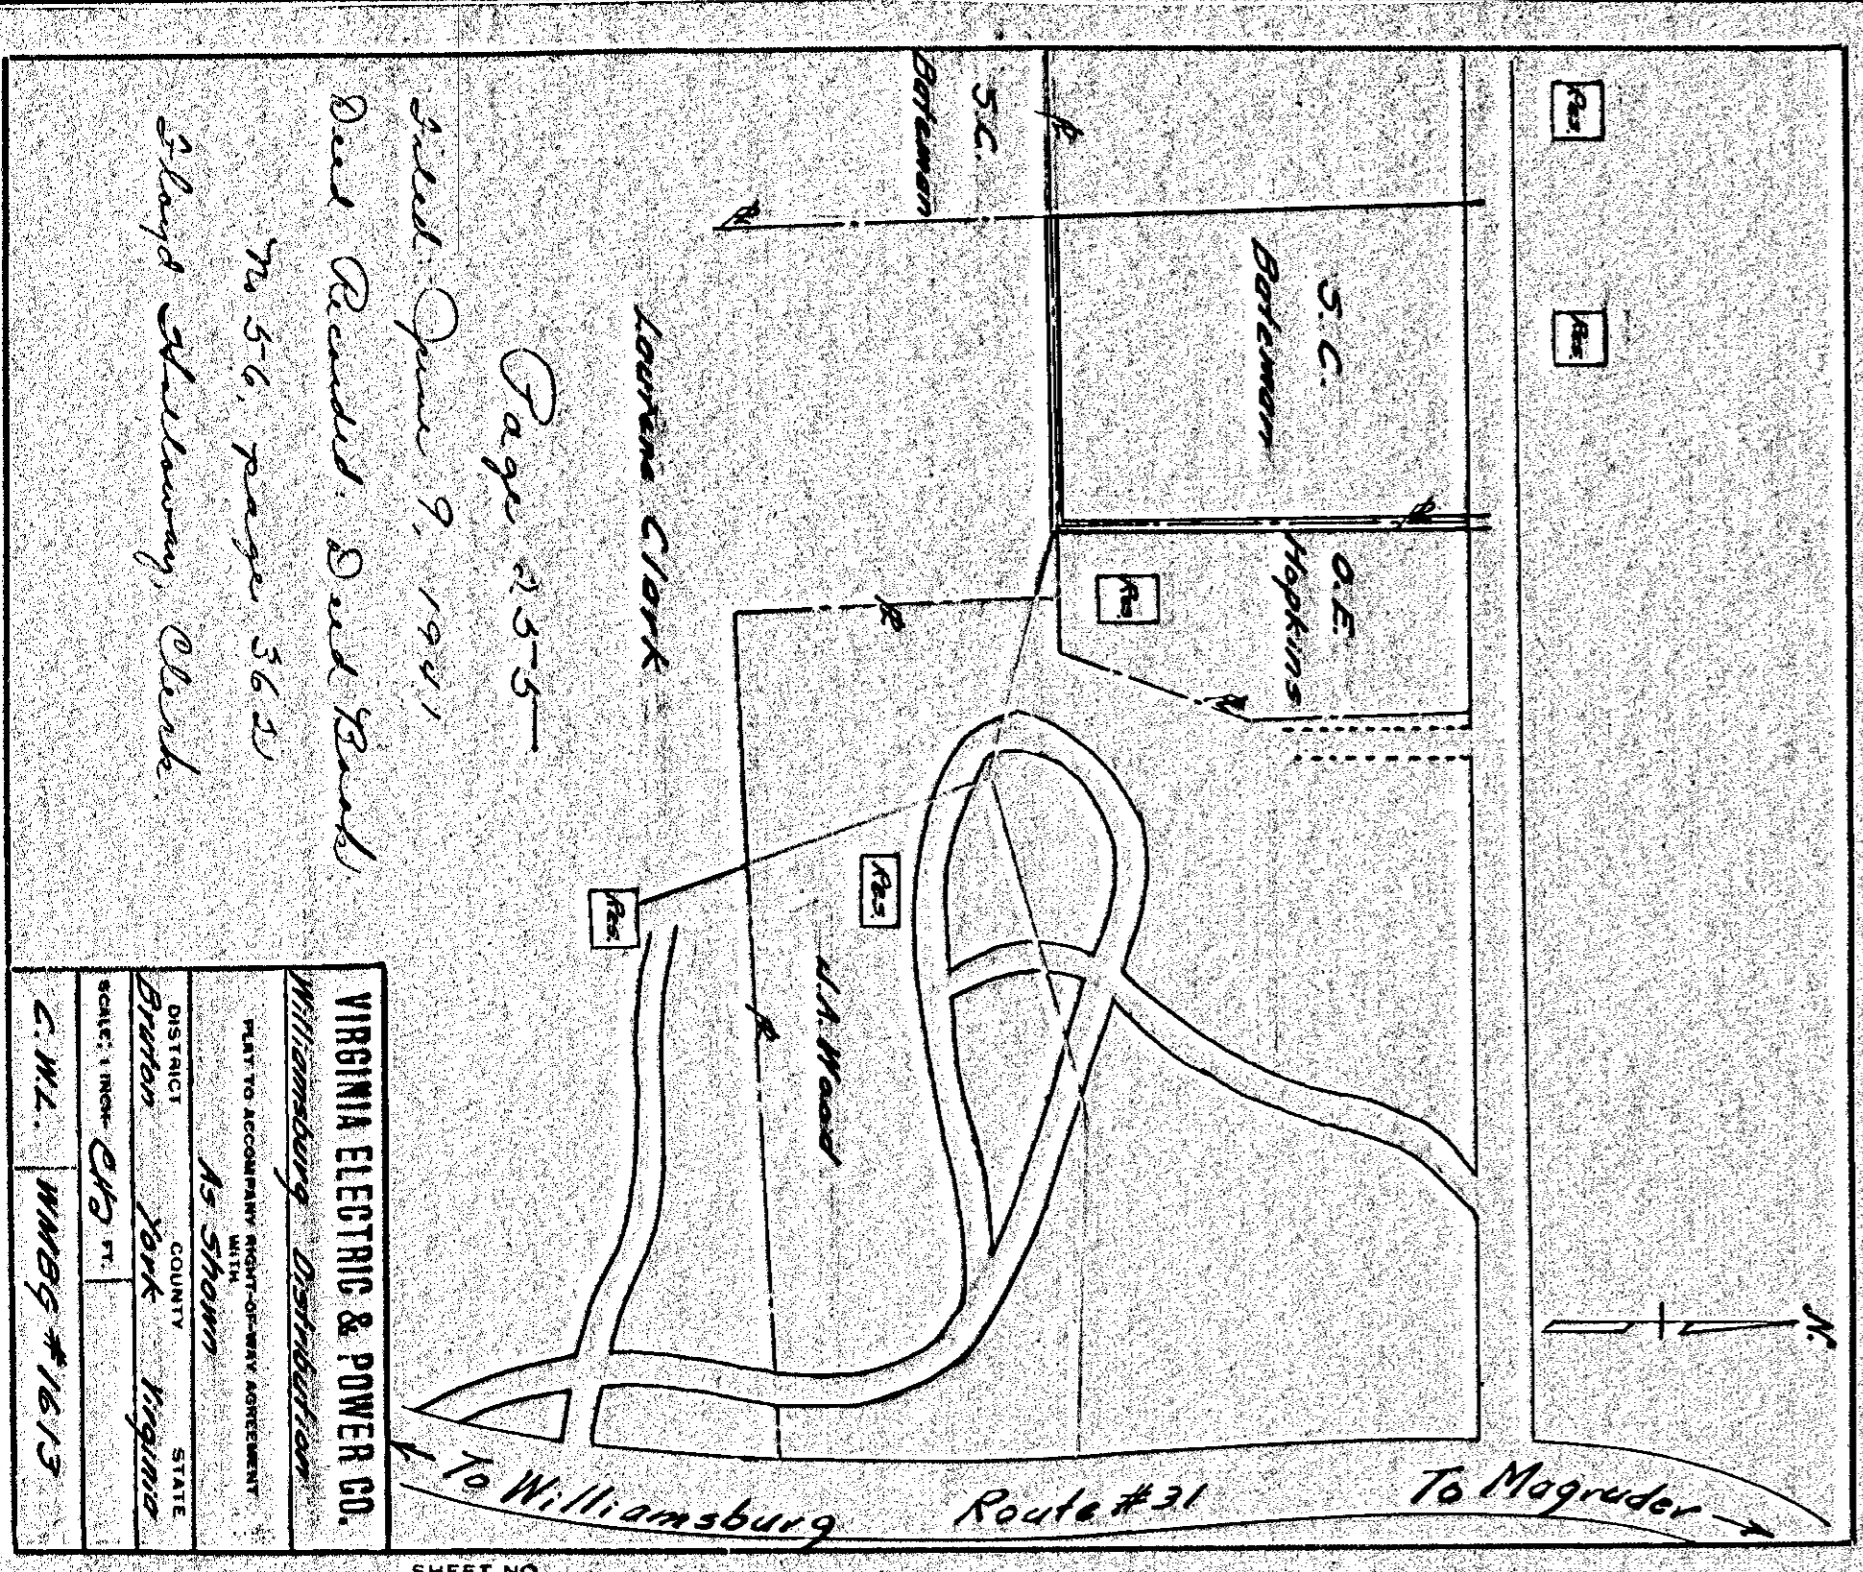 Res.
Res.
S.C.
Bateman
S.C.
Bateman
O.E.
Hopkins
Res.
Lourene Clark
Res.
W.A. Wood
Res.
N.
To Williamsburg
Route #31
To Magruder
Page 255
Filed: June 9, 1941
Deed Recorded: Deed Book
No 56, page 362
Floyd Holloway, Clerk.
VIRGINIA ELECTRIC & POWER CO.
Williamsburg Distribution
PLAT TO ACCOMPANY RIGHT-OF-WAY AGREEMENT
WITH
As Shown
DISTRICT COUNTY STATE
Bruton York Virginia
SCALE: 1 INCH= FT.
C.W.L. WMBG #1613
SHEET NO